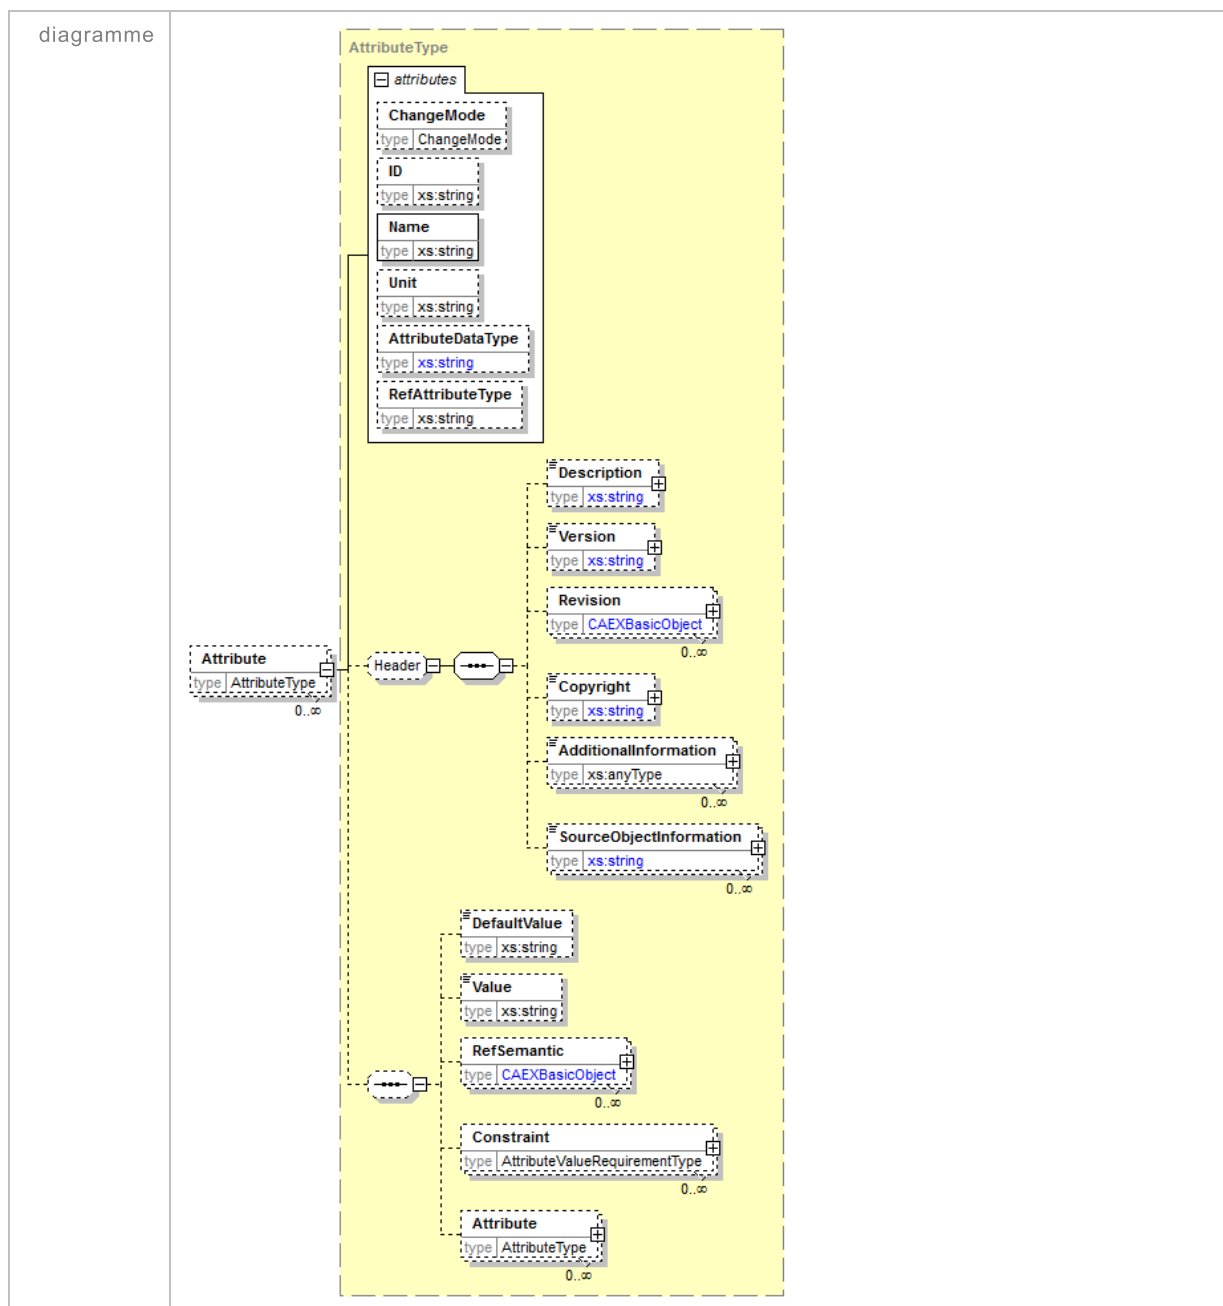 diagramme
AttributeType
attributes
ChangeMode
type ChangeMode
ID
type xs:string
Name
type xs:string
Unit
type xs:string
AttributeDataType
type xs:string
RefAttributeType
type xs:string
Description
type xs:string
Version
type xs:string
Revision
type CAEXBasicObject
0..∞
Attribute
type AttributeType
0..∞
Header
Copyright
type xs:string
AdditionalInformation
type xs:anyType
0..∞
SourceObjectInformation
type xs:string
0..∞
DefaultValue
type xs:string
Value
type xs:string
RefSemantic
type CAEXBasicObject
0..∞
Constraint
type AttributeValueRequirementType
0..∞
Attribute
type AttributeType
0..∞